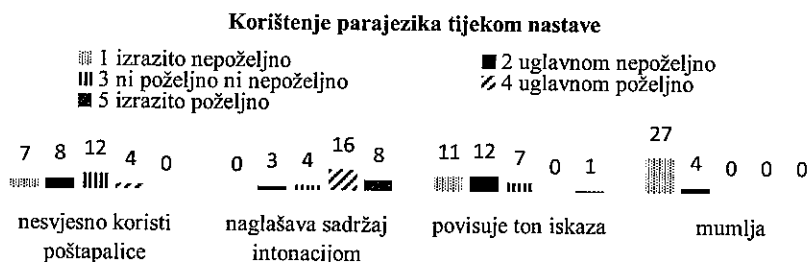 Korištenje parajezika tijekom nastave
1 izrazito nepoželjno
2 uglavnom nepoželjno
3 ni poželjno ni nepoželjno
4 uglavnom poželjno
5 izrazito poželjno
7 8 12 4 0
0 3 4 16 8
11 12 7 0 1
27 4 0 0 0
nesvjesno koristi
poštapalice
naglašava sadržaj
intonacijom
povisuje ton iskaza
mumlja